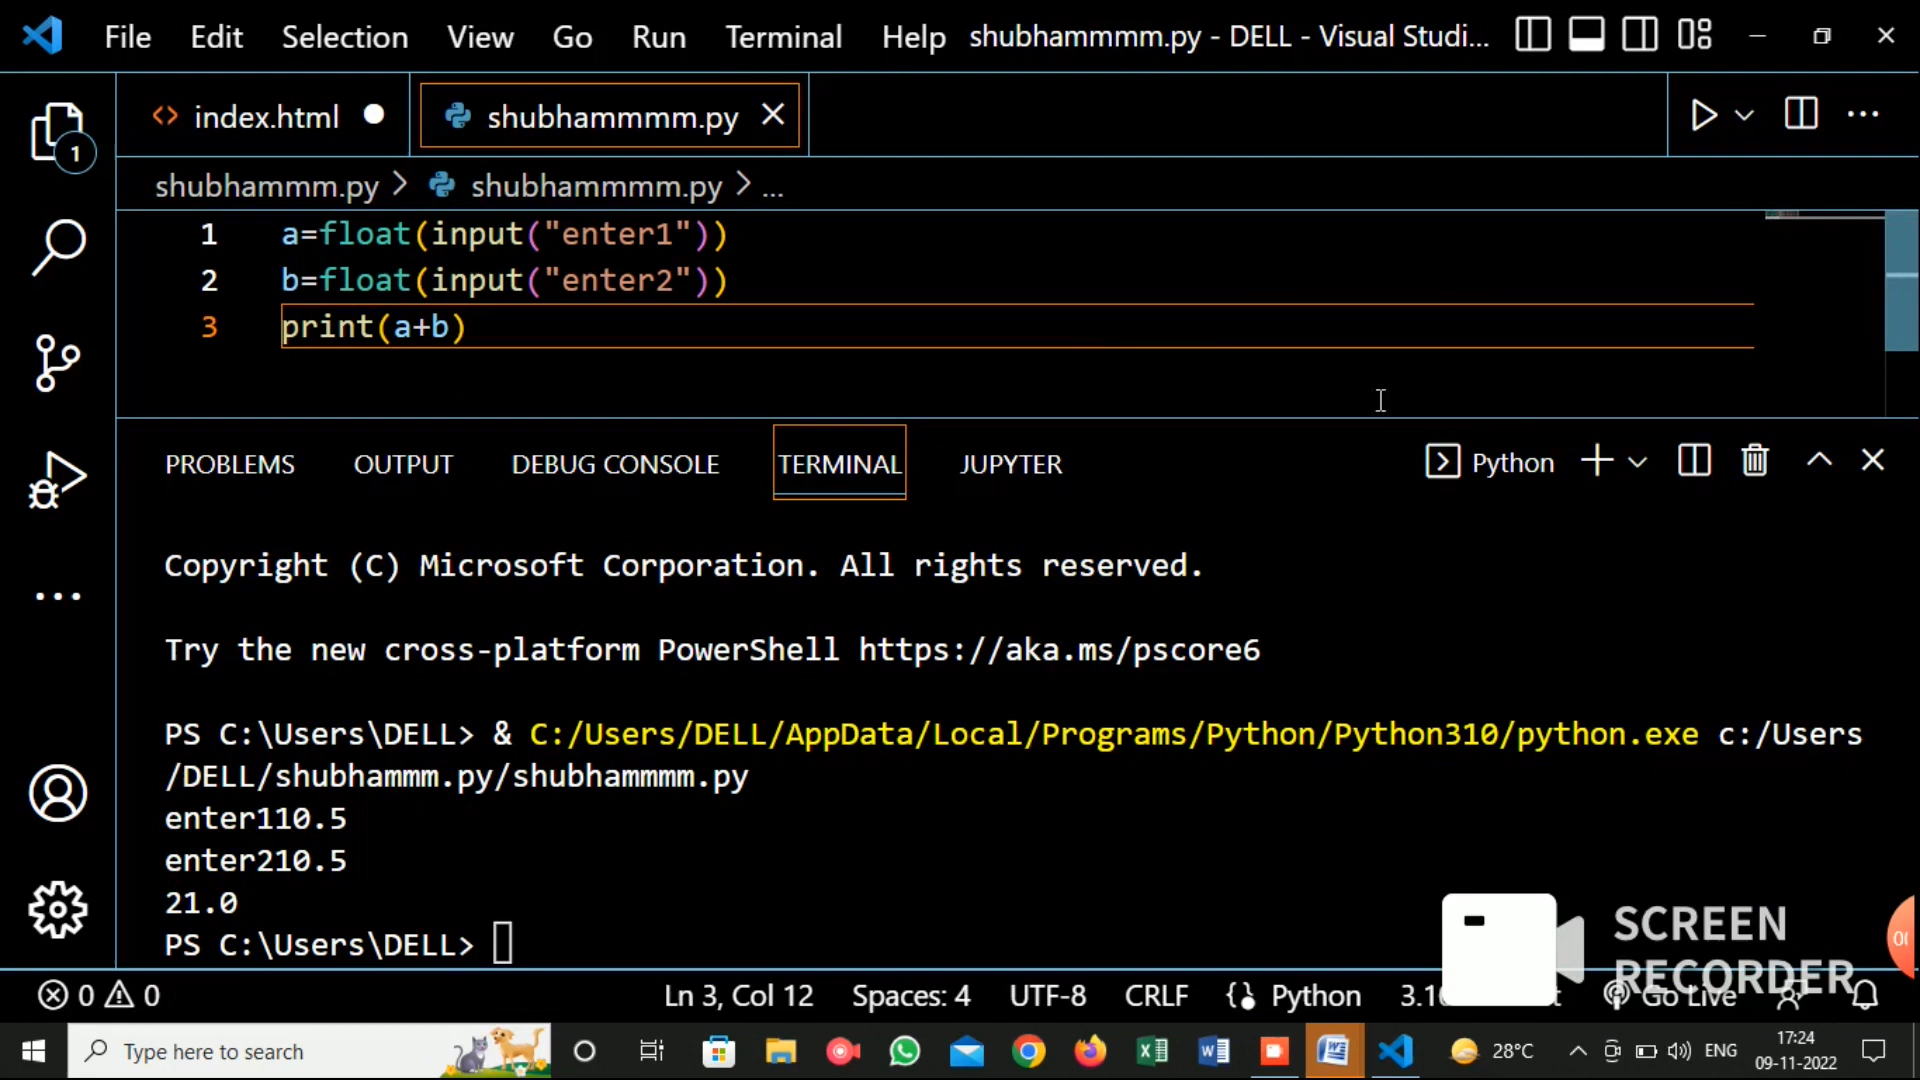 File Edit Selection View Go Run Terminal Help shubhammmm.py - DELL - Visual Studi...
index.html shubhammmm.py
1
shubhammm.py > shubhammmm.py > ...
1 a=float(input("enter1"))
2 b=float(input("enter2"))
3 print(a+b)
PROBLEMS OUTPUT DEBUG CONSOLE TERMINAL JUPYTER Python
Copyright (C) Microsoft Corporation. All rights reserved.
Try the new cross-platform PowerShell https://aka.ms/pscore6
PS C:\Users\DELL> & C:/Users/DELL/AppData/Local/Programs/Python/Python310/python.exe c:/Users
/DELL/shubhammm.py/shubhammmm.py
enter110.5
enter210.5
21.0
PS C:\Users\DELL>
SCREEN
RECORDER
0 0 Ln 3, Col 12 Spaces: 4 UTF-8 CRLF Python Go Live
Type here to search 28°C ENG 17:24
09-11-2022